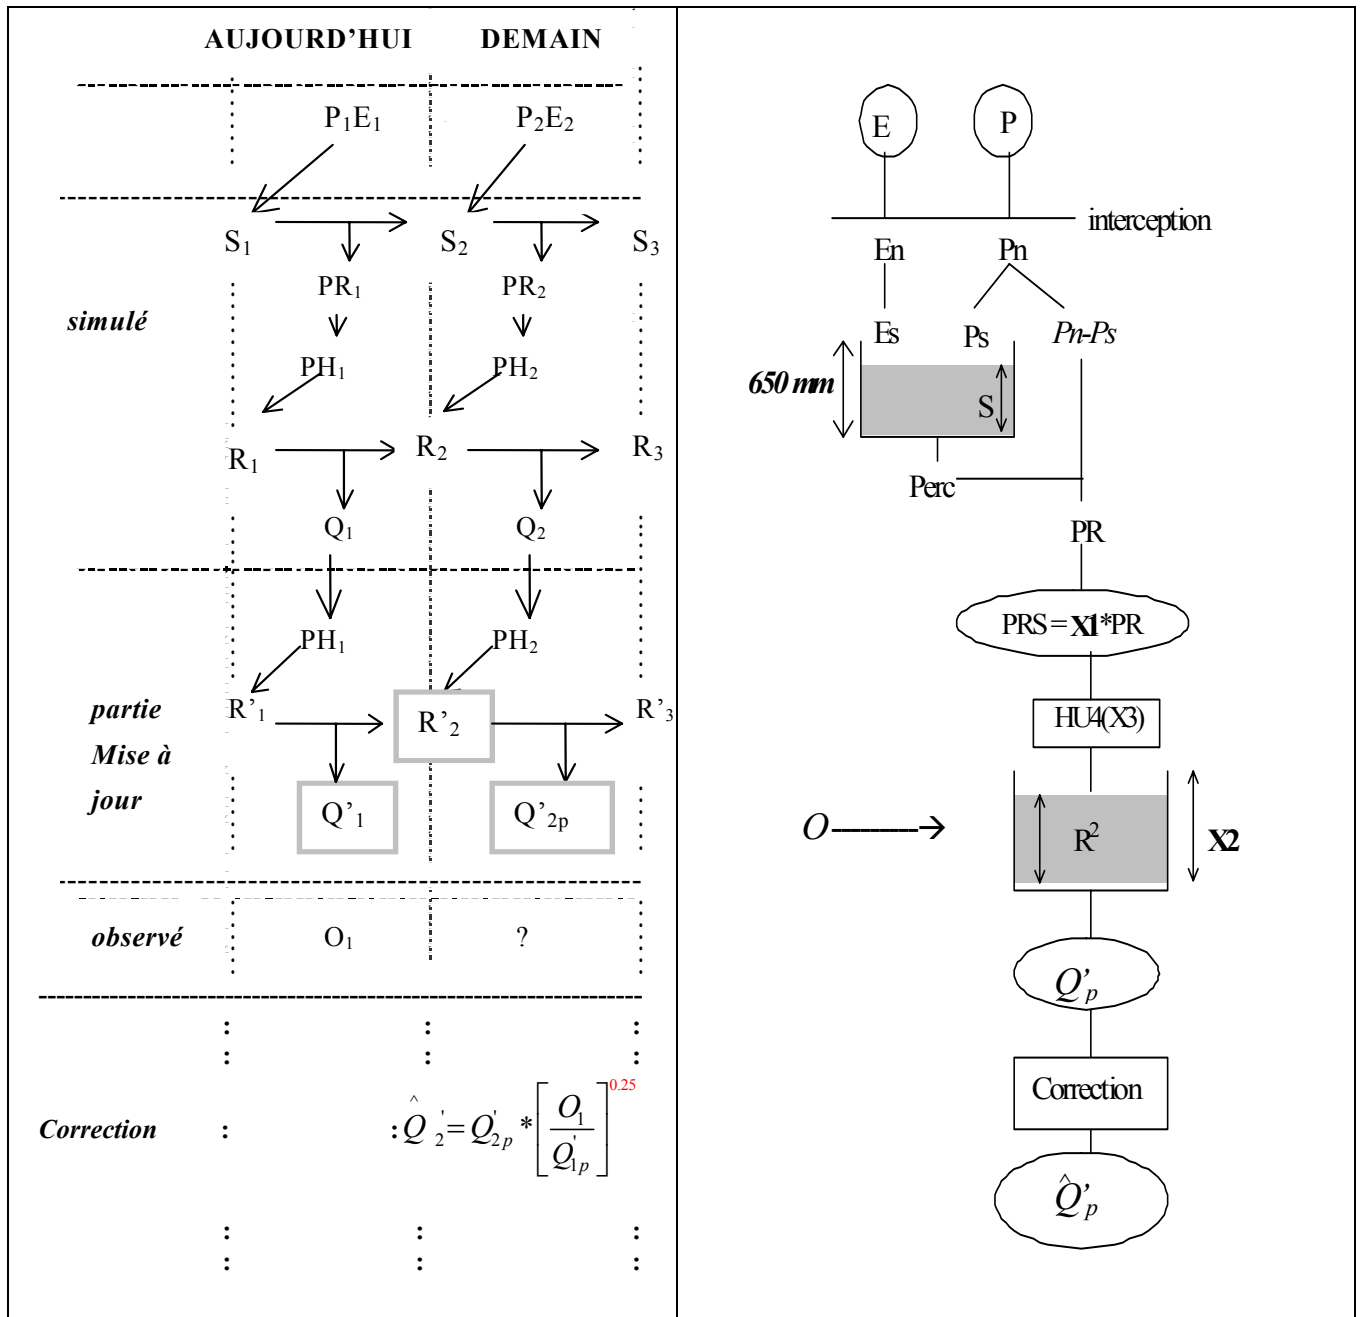 AUJOURD'HUI DEMAIN
P₁E₁ P₂E₂
S₁ S₂ S₃
PR₁ PR₂
simulé
PH₁ PH₂
R₁ R₂ R₃
Q₁ Q₂
PH₁ PH₂
partie
Mise à
jour
R'₁ R'₂ R'₃
Q'₁ Q'₂p
observé O₁ ?
: : :
: : :
Correction : : Q̂'₂ = Q'₂p * [O₁ / Q'₁p]^0.25
: : :
: : :
E P
interception
En Pn
Es Ps Pn-Ps
650 mm
S
Perc
PR
PRS = X1*PR
HU4(X3)
O R² X2
Q'p
Correction
Q̂'p